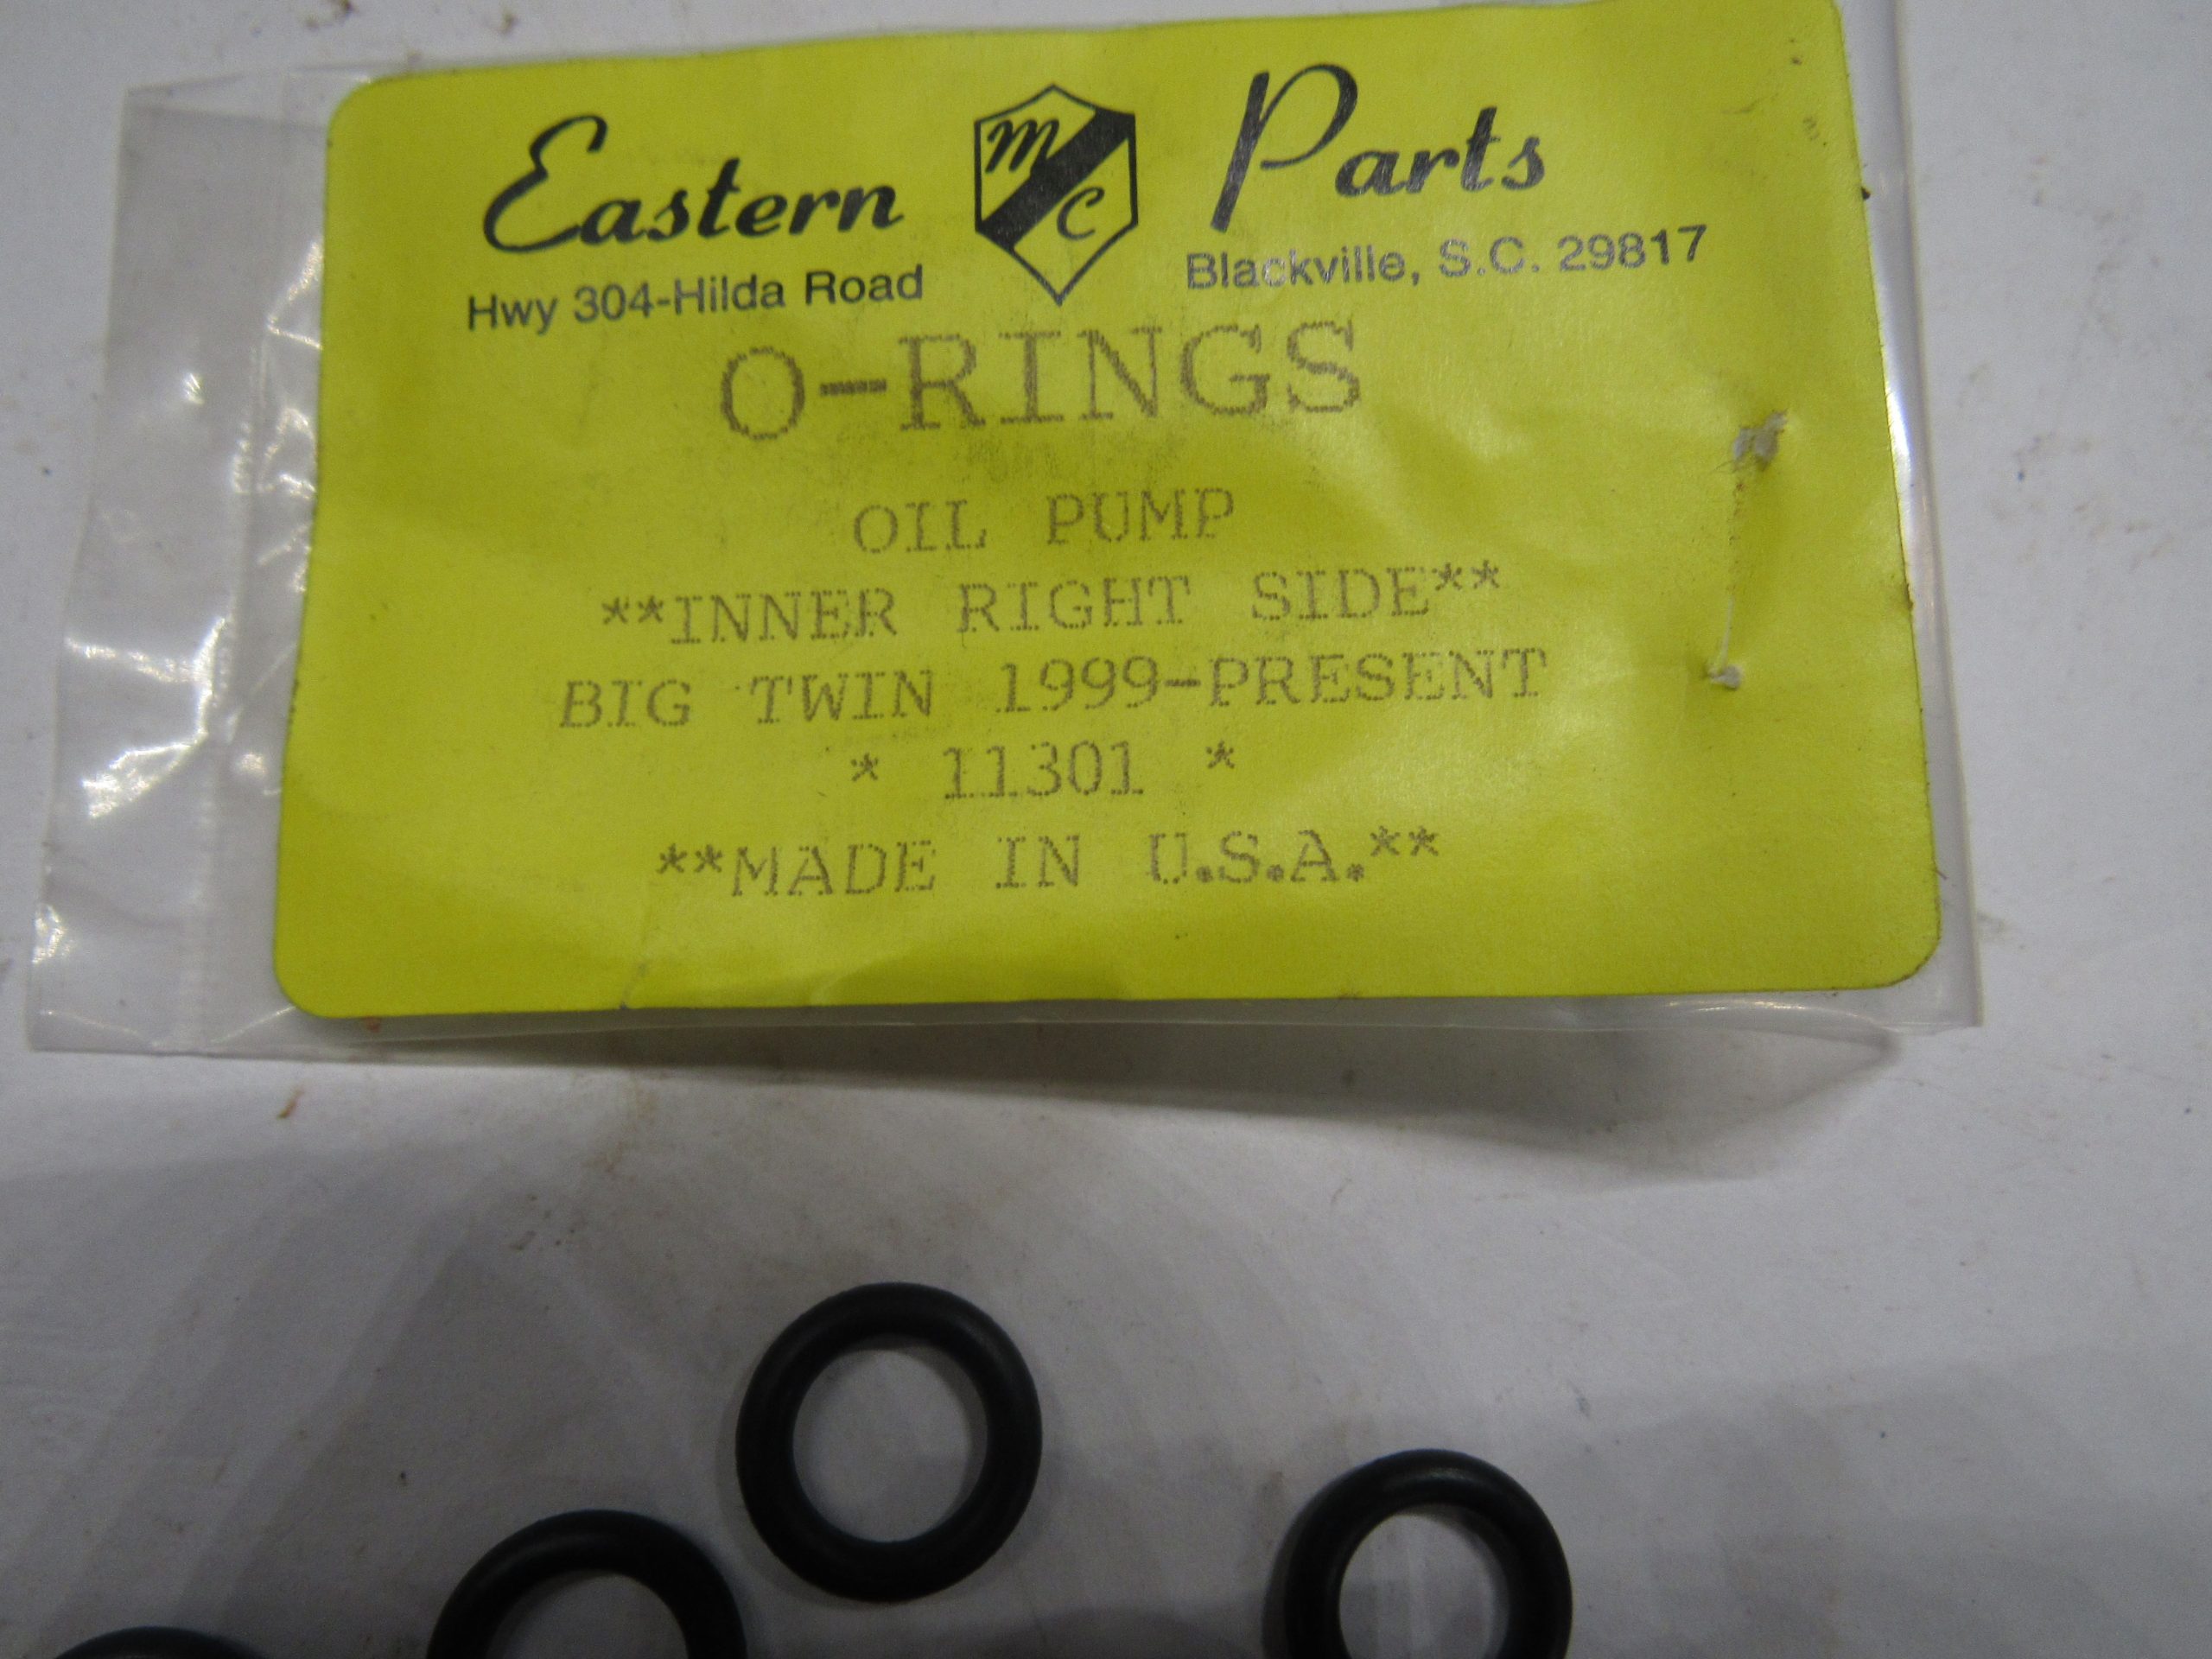 Eastern MC Parts
Hwy 304-Hilda Road Blackville, S.C. 29817
O-RINGS
OIL PUMP
**INNER RIGHT SIDE**
BIG TWIN 1999-PRESENT
* 11301 *
**MADE IN U.S.A.**